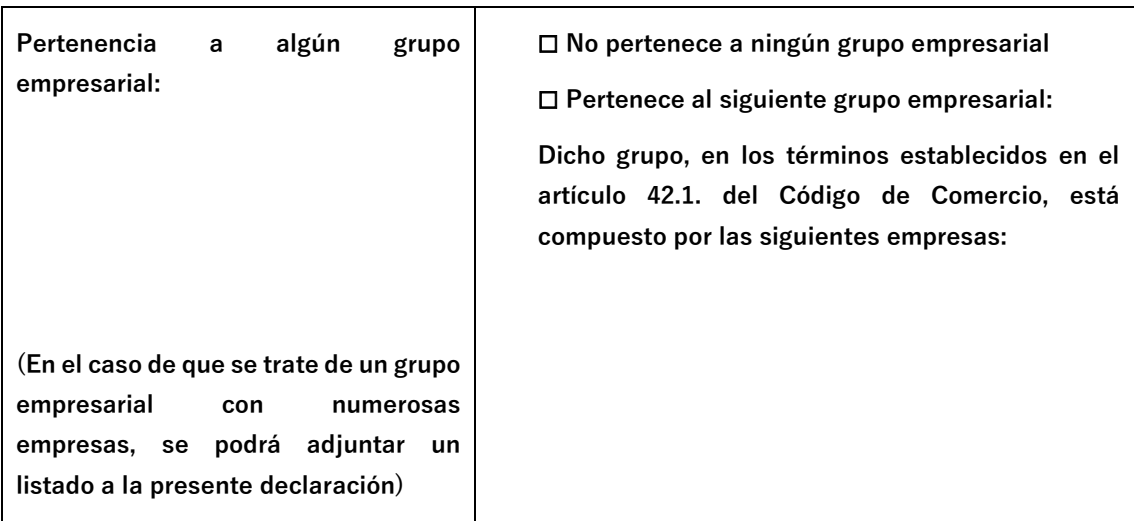 Pertenencia a algún grupo
empresarial:
(En el caso de que se trate de un grupo
empresarial con numerosas
empresas, se podrá adjuntar un
listado a la presente declaración)
☐ No pertenece a ningún grupo empresarial
☐ Pertenece al siguiente grupo empresarial:
Dicho grupo, en los términos establecidos en el
artículo 42.1. del Código de Comercio, está
compuesto por las siguientes empresas: